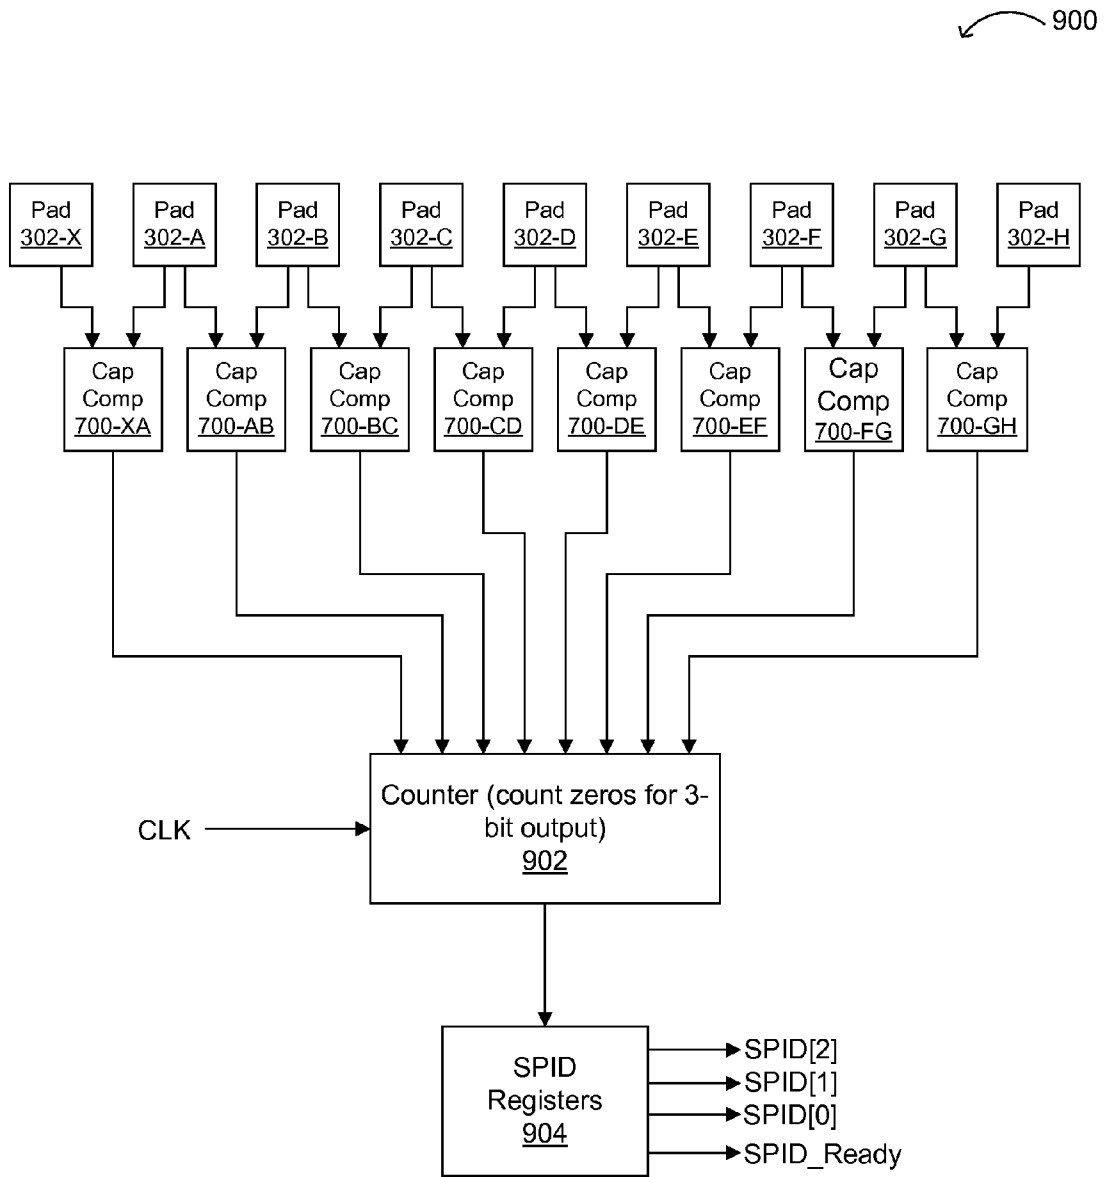 900
Pad
302-X
Pad
302-A
Pad
302-B
Pad
302-C
Pad
302-D
Pad
302-E
Pad
302-F
Pad
302-G
Pad
302-H
Cap
Comp
700-XA
Cap
Comp
700-AB
Cap
Comp
700-BC
Cap
Comp
700-CD
Cap
Comp
700-DE
Cap
Comp
700-EF
Cap
Comp
700-FG
Cap
Comp
700-GH
Counter (count zeros for 3-
bit output)
902
CLK
SPID
Registers
904
SPID[2]
SPID[1]
SPID[0]
SPID_Ready